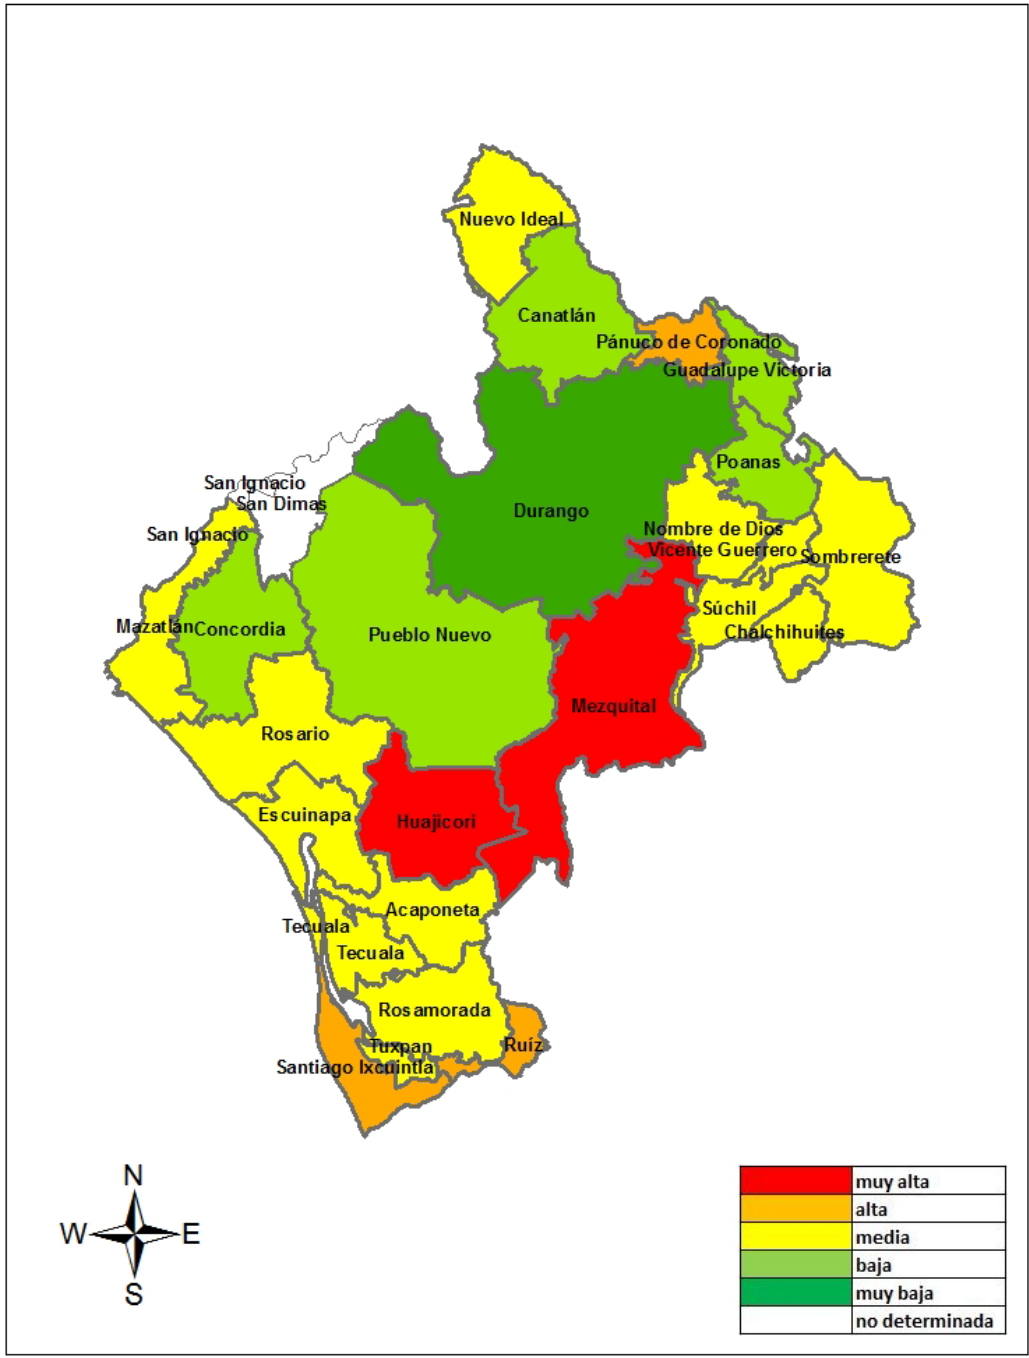 Nuevo Ideal
Canatlán
Pánuco de Coronado
Guadalupe Victoria
Poanas
San Ignacio
San Dimas
Durango
San Ignacio
Nombre de Dios
Vicente Guerrero
Sombrerete
Súchil
Mazatlán
Concordia
Pueblo Nuevo
Chalchihuites
Mezquital
Rosario
Escuinapa
Huajicori
Acaponeta
Tecuala
Tecuala
Rosamorada
Tuxpan
Ruíz
Santiago Ixcuintla
N
W
E
S
muy alta
alta
media
baja
muy baja
no determinada